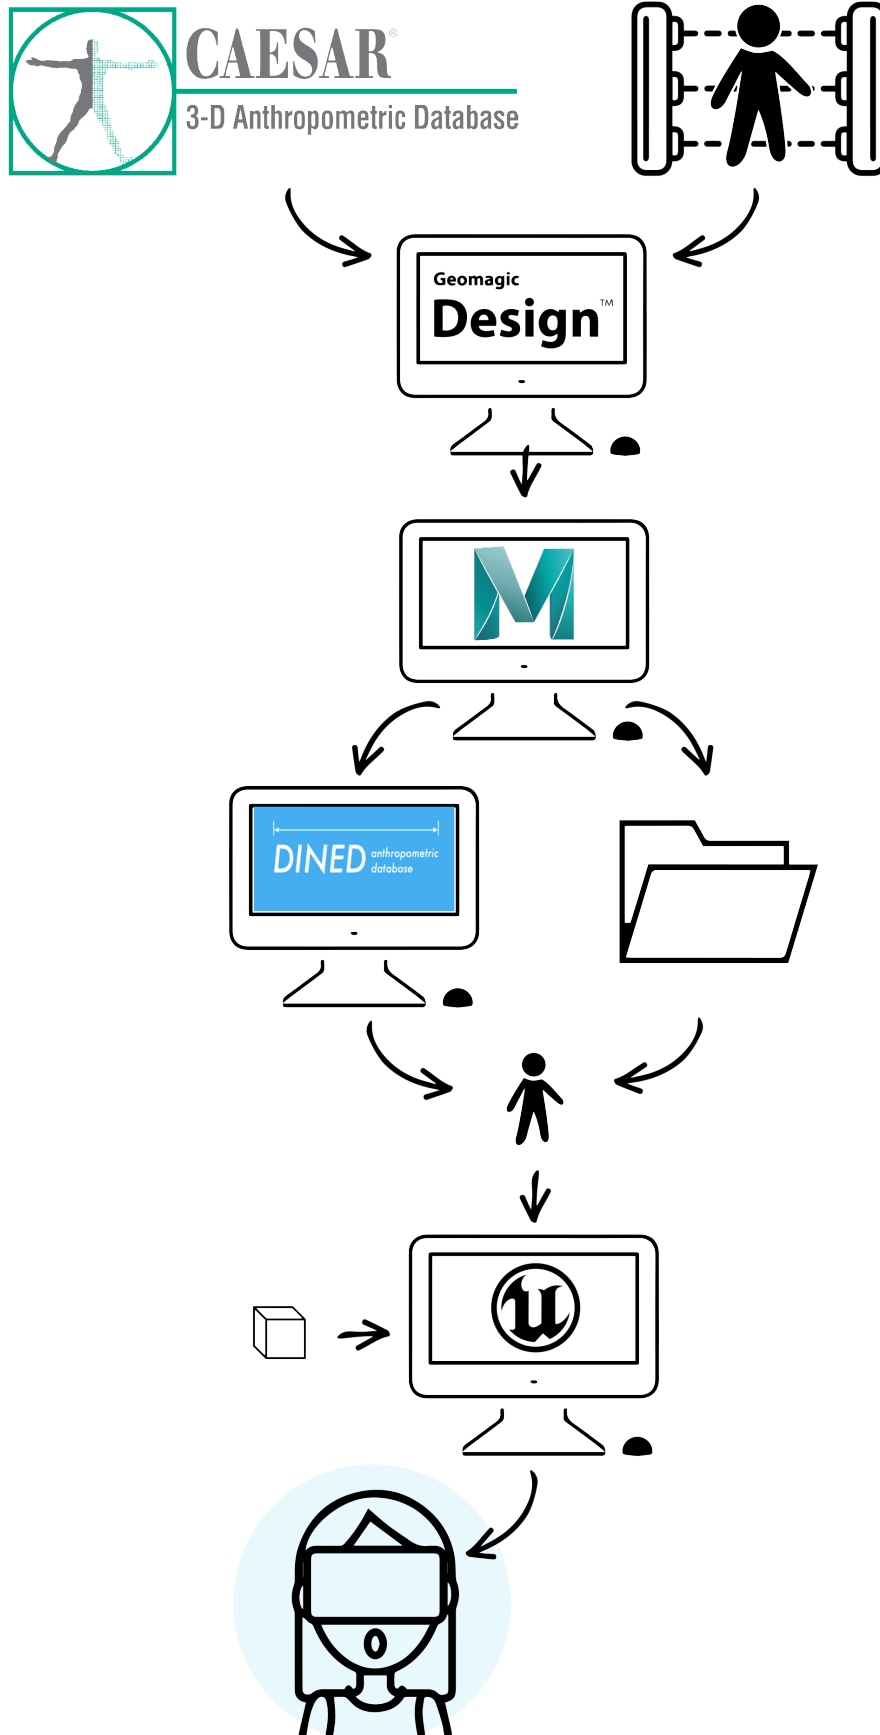 CAESAR®
3-D Anthropometric Database
Geomagic
Design™
DINED anthropometric
database